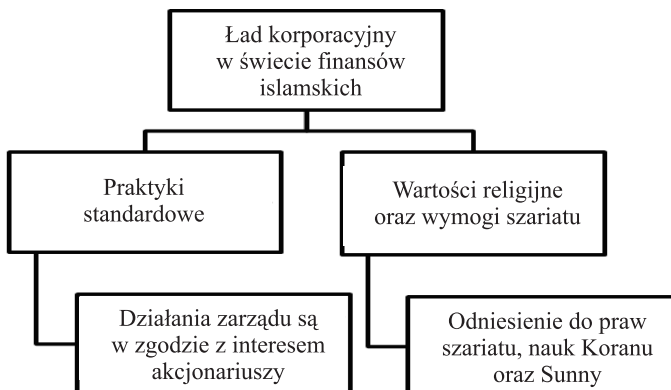 Ład korporacyjny
w świecie finansów
islamskich
Praktyki
standardowe
Wartości religijne
oraz wymogi szariatu
Działania zarządu są
w zgodzie z interesem
akcjonariuszy
Odniesienie do praw
szariatu, nauk Koranu
oraz Sunny